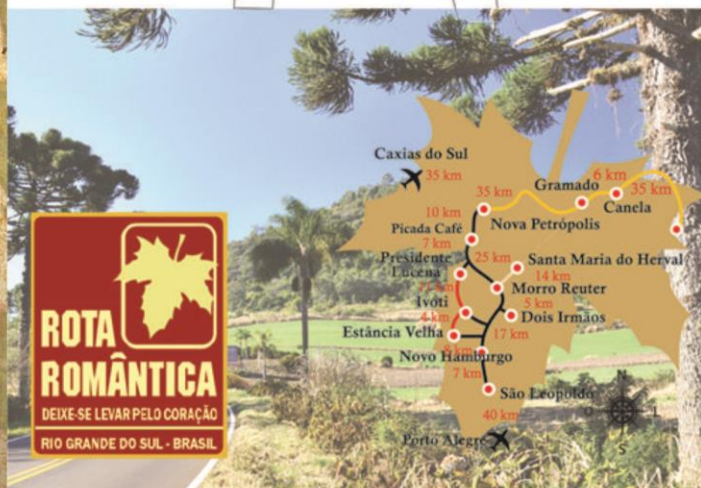 ROTA
ROMÂNTICA
DEIXE-SE LEVAR PELO CORAÇÃO
RIO GRANDE DO SUL - BRASIL
Caxias do Sul
35 km
6 km
Gramado
35 km
35 km
Canela
10 km
Nova Petrópolis
Picada Café
7 km
Presidente
Lucena
25 km
Santa Maria do Herval
14 km
Morro Reuter
Ivoti
5 km
4 km
Dois Irmãos
Estância Velha
17 km
Novo Hamburgo
7 km
São Leopoldo
40 km
Porto Alegre
N
O
L
S